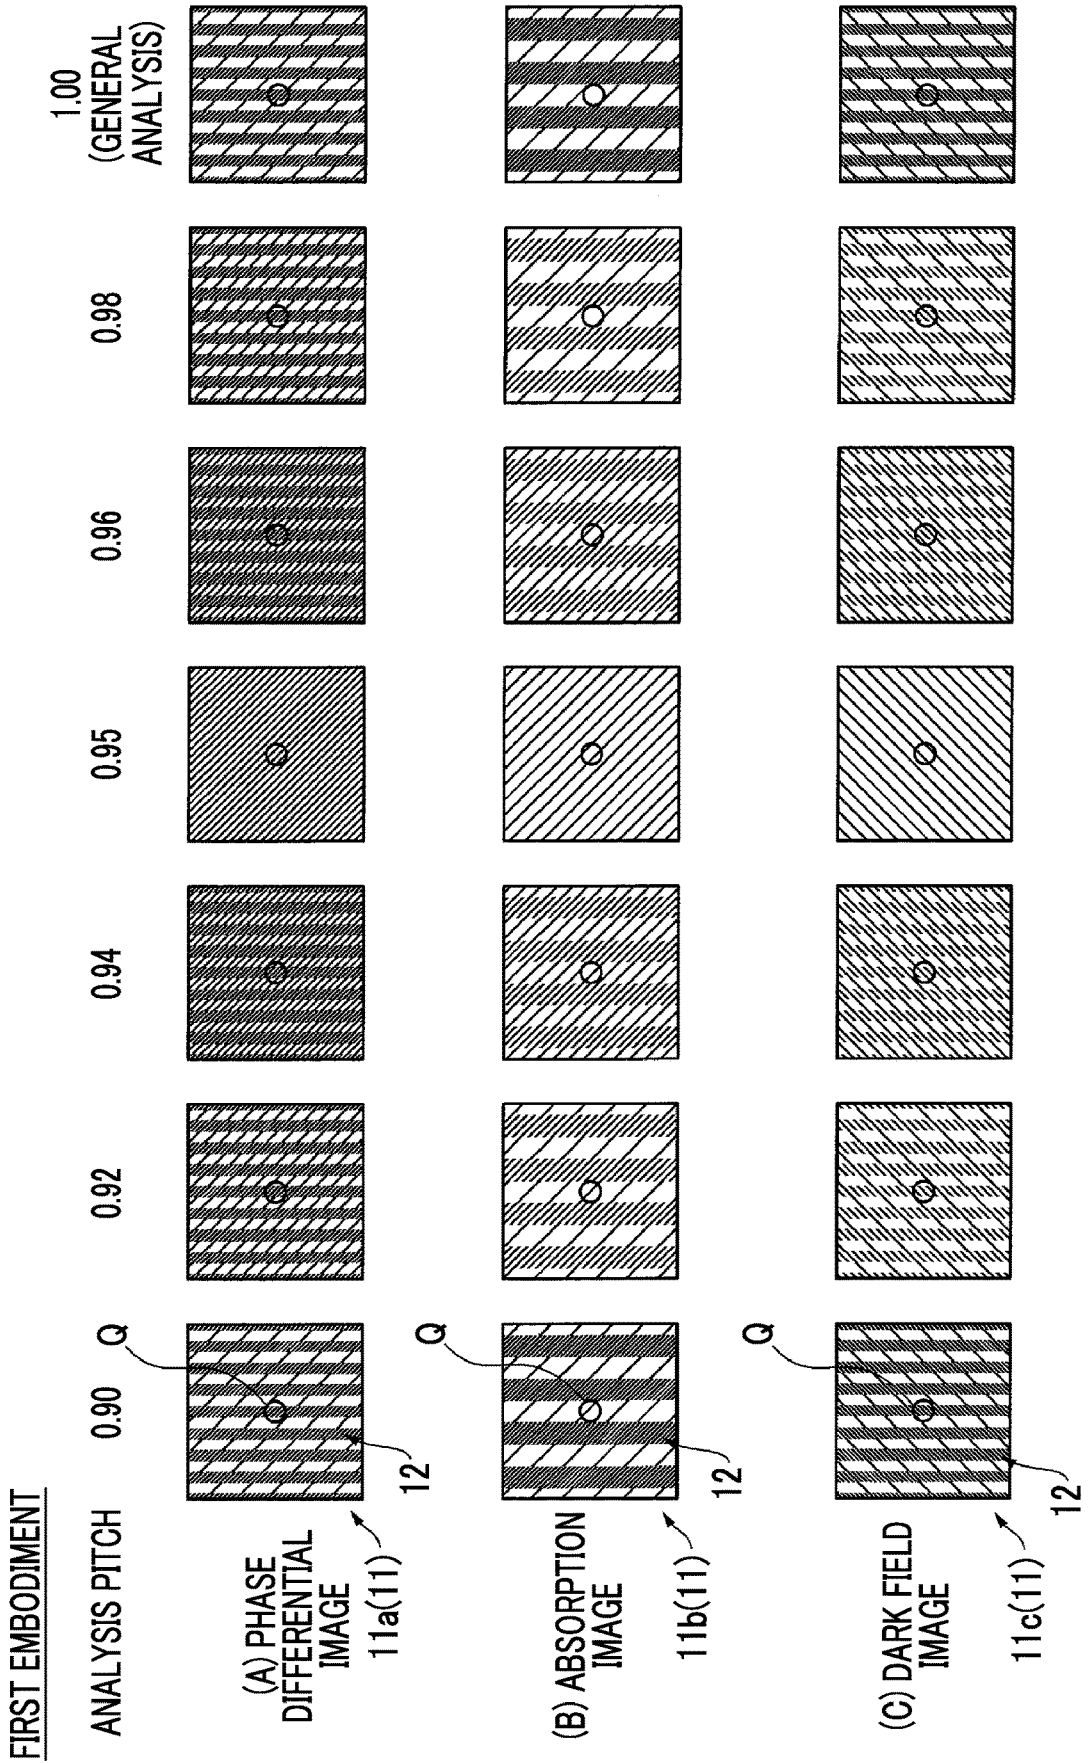 FIRST EMBODIMENT
ANALYSIS PITCH
0.90
0.92
0.94
0.95
0.96
0.98
1.00
(GENERAL
ANALYSIS)
(A) PHASE
DIFFERENTIAL
IMAGE
11a(11)
Q
12
(B) ABSORPTION
IMAGE
11b(11)
Q
12
(C) DARK FIELD
IMAGE
11c(11)
Q
12